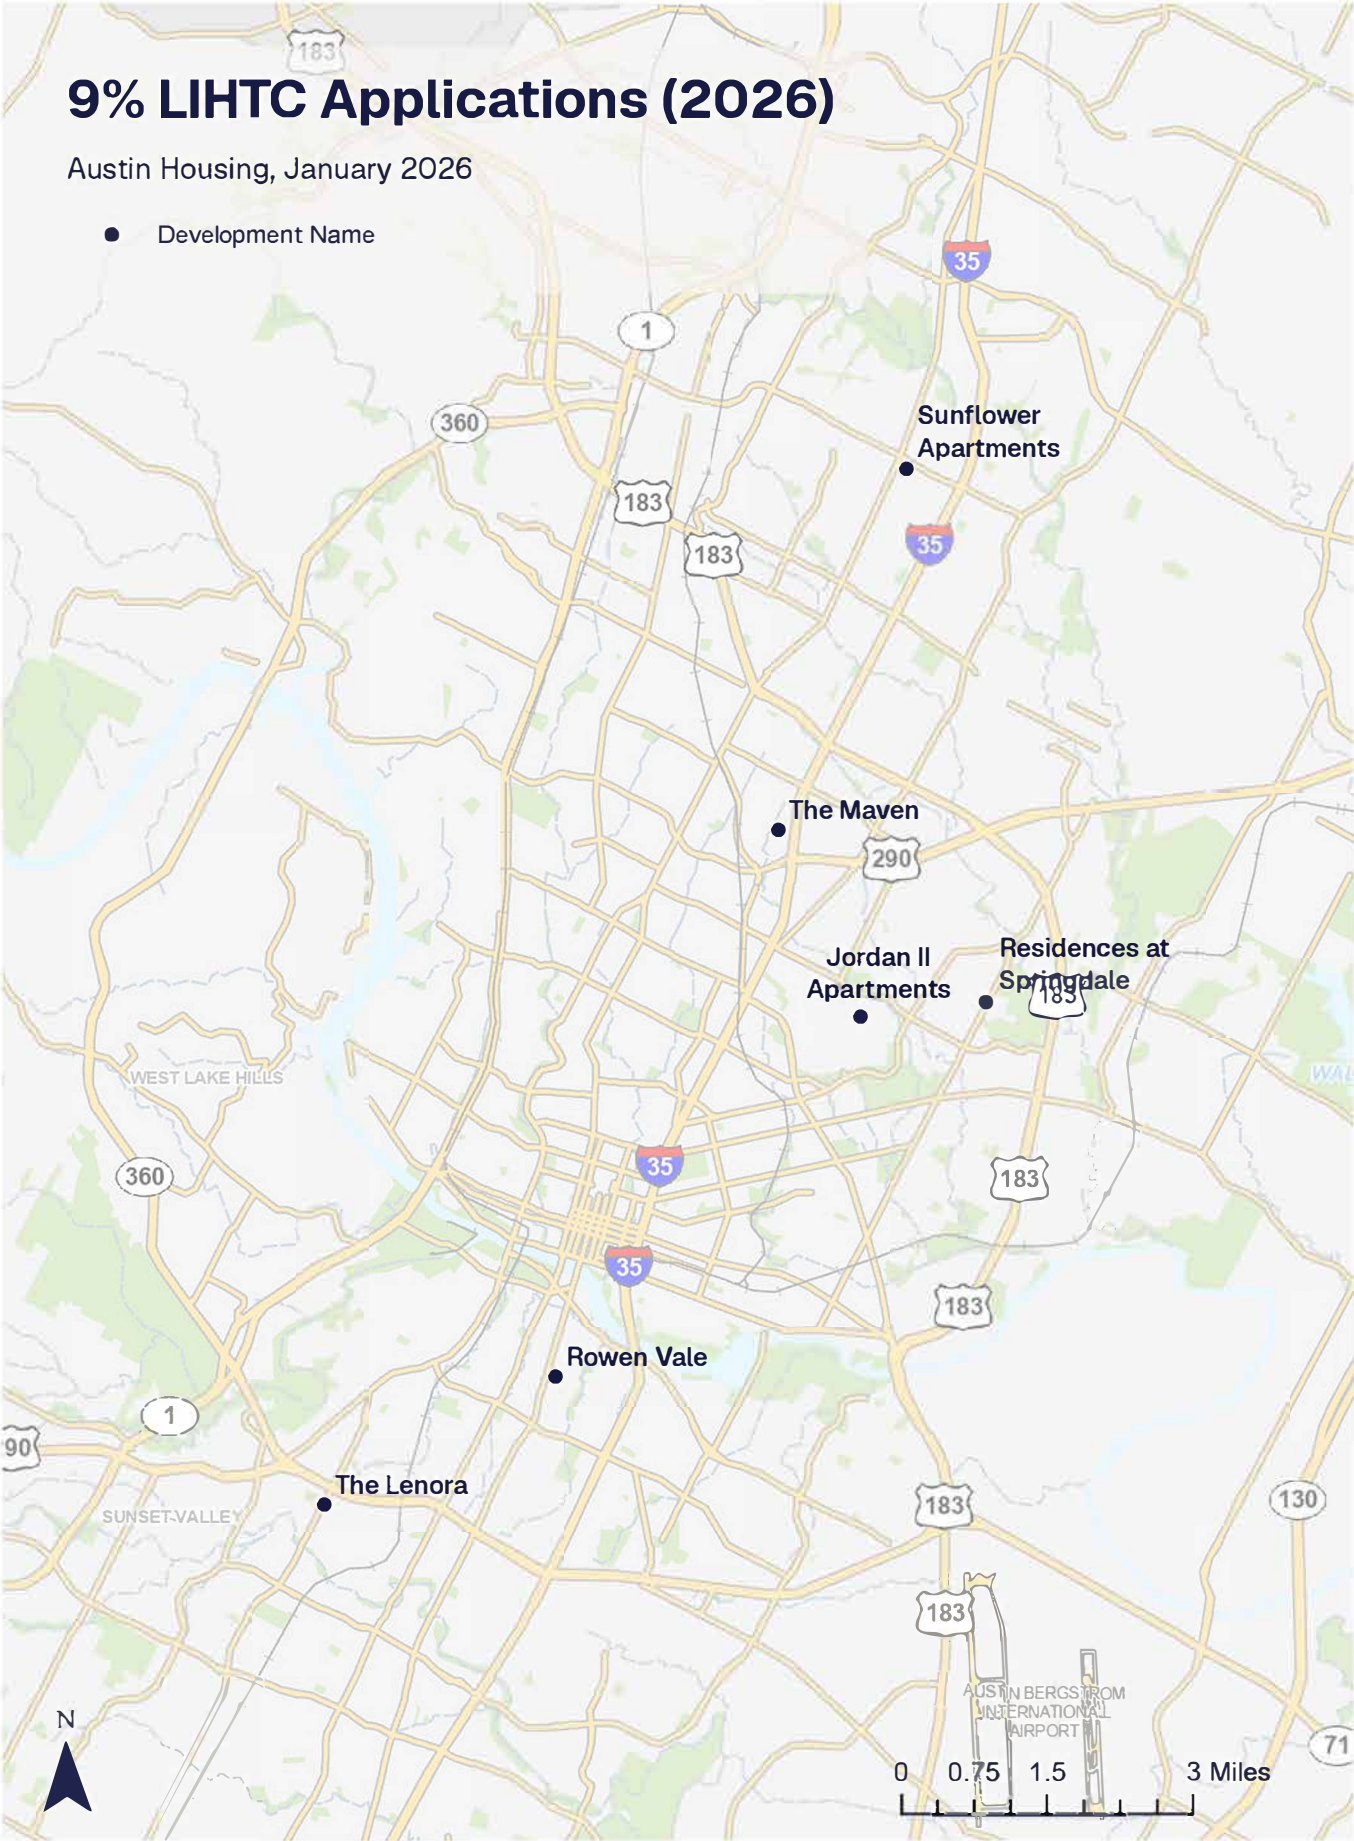 183
9% LIHTC Applications (2026)
Austin Housing, January 2026
Development Name
35
1
360
Sunflower
Apartments
183
35
183
The Maven
290
Jordan II
Apartments
Residences at
Springdale
183
WAL
WEST LAKE HILLS
35
360
183
35
183
Rowen Vale
1
90
The Lenora
183
130
SUNSET VALLEY
183
AUSTIN BERGSTROM
INTERNATIONAL
AIRPORT
N
71
0 0.75 1.5 3 Miles